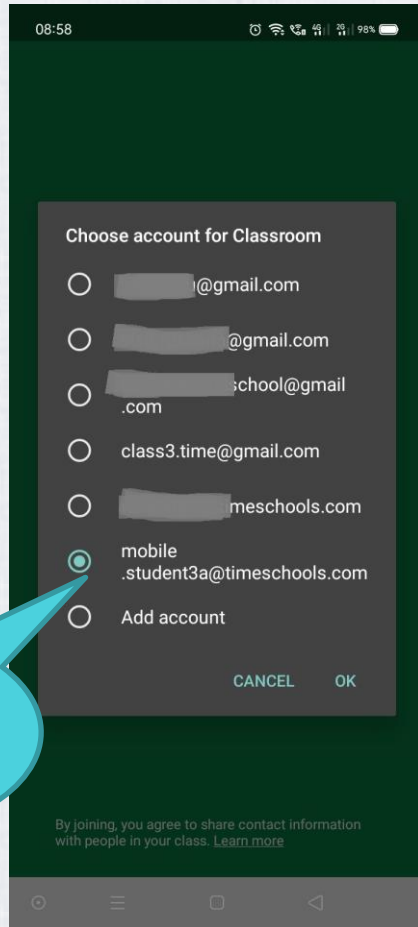 08:58 4G 2G 98%
Choose account for Classroom
@gmail.com
@gmail.com
school@gmail
.com
class3.time@gmail.com
meschools.com
mobile
.student3a@timeschools.com
Add account
CANCEL OK
By joining, you agree to share contact information
with people in your class. Learn more